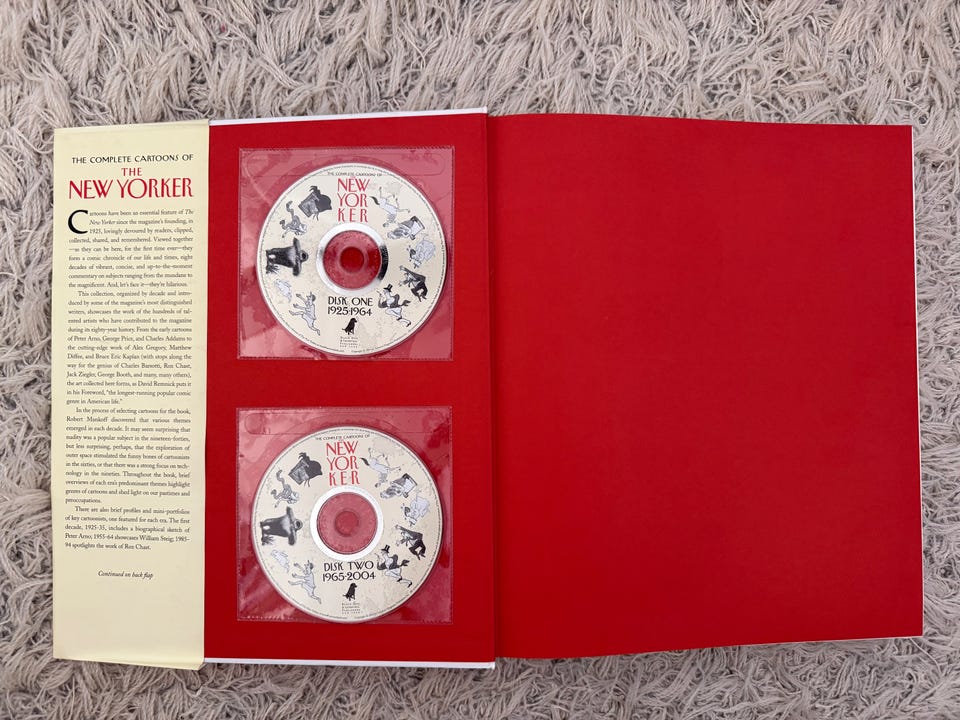 THE COMPLETE CARTOONS OF
THE
NEW YORKER
Cartoons have been an essential feature of The
New Yorker since the magazine's founding, in
1925, lovingly devoured by readers, clipped,
collected, shared, and remembered. Viewed together
—as they can be here, for the first time ever—they
form a comic chronicle of our life and times, eight
decades of vibrant, concise, and up-to-the-moment
commentary on subjects ranging from the mundane to
the magnificent. And, let's face it—they're hilarious.
This collection, organized by decade and intro-
duced by some of the magazine's most distinguished
writers, showcases the work of the hundreds of tal-
ented artists who have contributed to the magazine
during its eighty-year history. From the early cartoons
of Peter Arno, George Price, and Charles Addams to
the cutting-edge work of Alex Gregory, Matthew
Diffee, and Bruce Eric Kaplan (with stops along the
way for the genius of Charles Barsotti, Roz Chast,
Jack Ziegler, George Booth, and many, many others),
the art collected here forms, as David Remnick puts it
in his Foreword, "the longest-running popular comic
genre in American life."
In the process of selecting cartoons for the book,
Robert Mankoff discovered that various themes
emerged in each decade. It may seem surprising that
nudity was a popular subject in the nineteen-forties,
but less surprising, perhaps, that the exploration of
outer space stimulated the funny bones of cartoonists
in the sixties, or that there was a strong focus on tech-
nology in the nineties. Throughout the book, brief
overviews of each era's predominant themes highlight
genres of cartoons and shed light on our pastimes and
preoccupations.
There are also brief profiles and mini-portfolios
of key cartoonists, one featured for each era. The first
decade, 1925–35, includes a biographical sketch of
Peter Arno; 1955–64 showcases William Steig; 1985–
94 spotlights the work of Roz Chast.
Continued on back flap
THE COMPLETE CARTOONS OF
NEW
YOR
KER
DISK ONE
1925-1964
THE COMPLETE CARTOONS OF
NEW
YOR
KER
DISK TWO
1965-2004